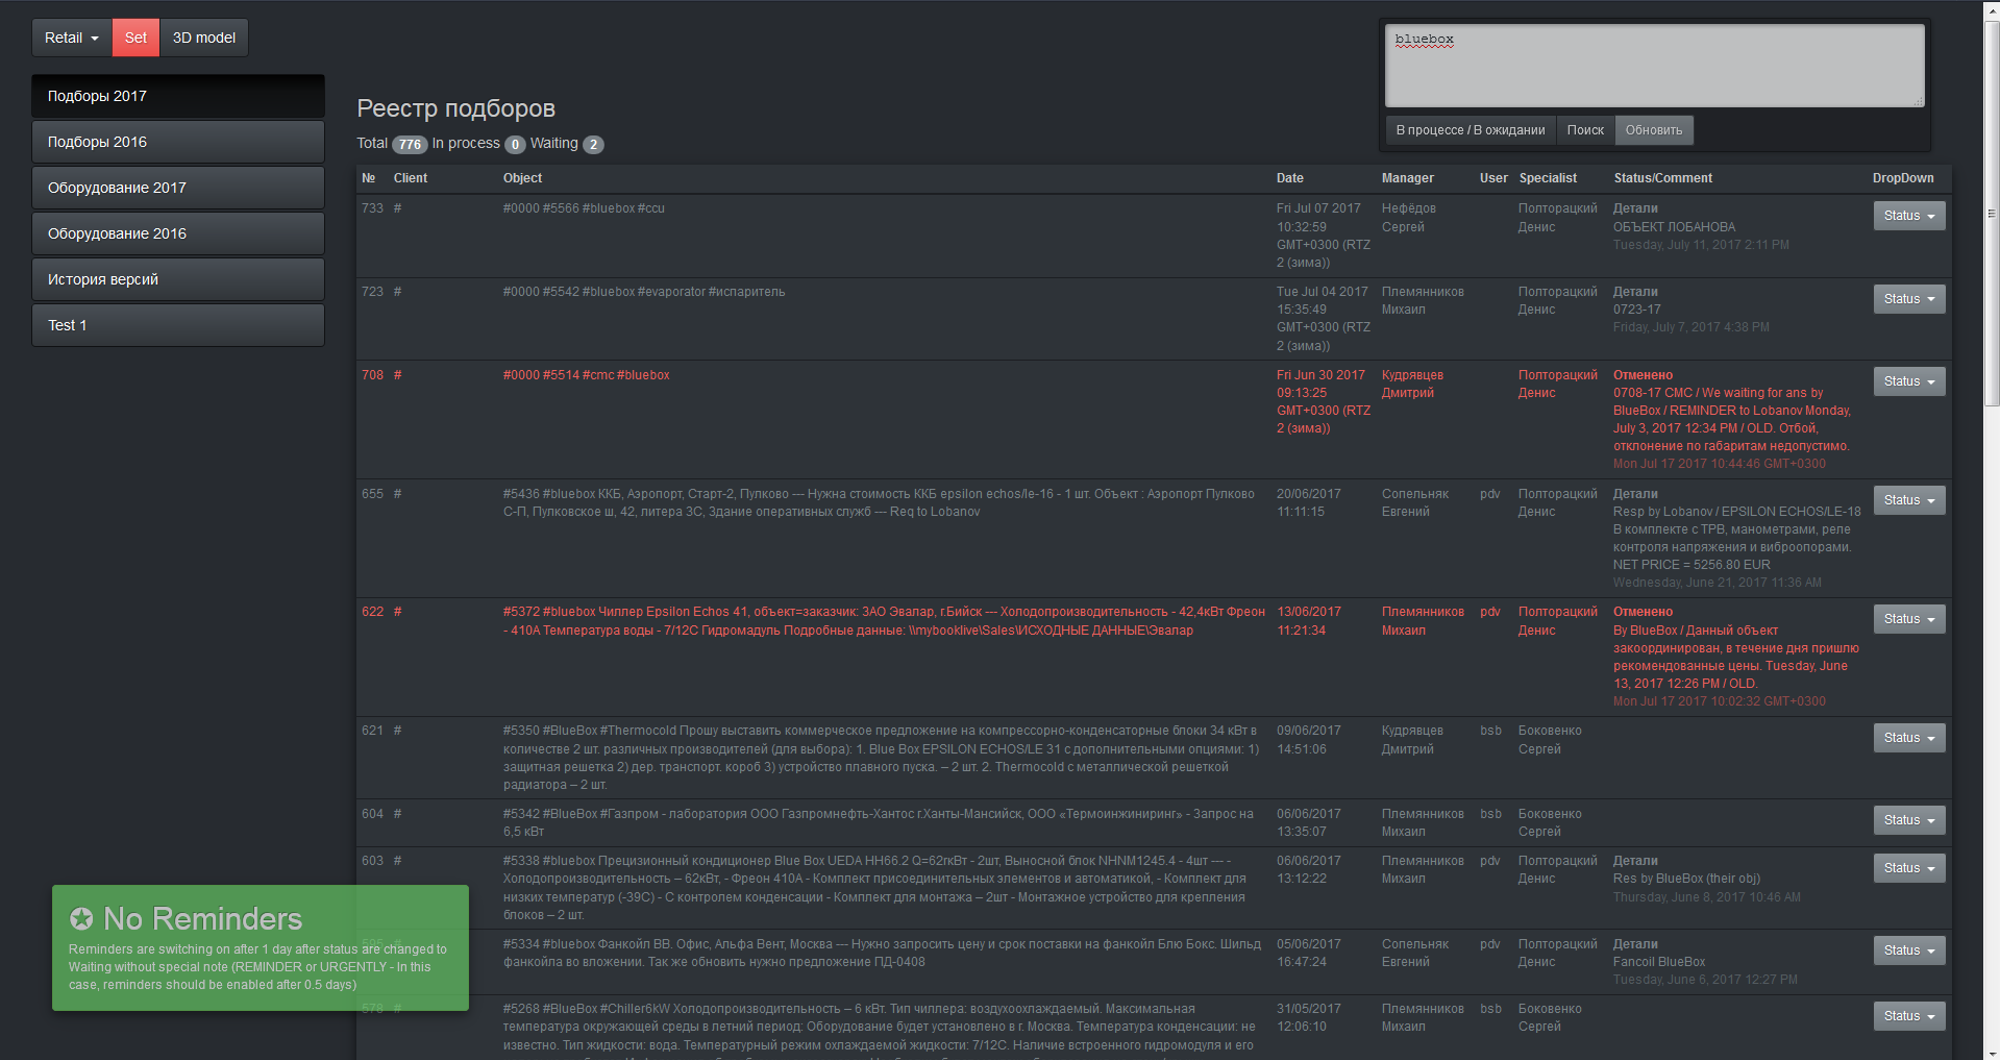 Retail Set 3D model
bluebox
В процессе / В ожидании Поиск Обновить
Подборы 2017
Подборы 2016
Оборудование 2017
Оборудование 2016
История версий
Test 1
Реестр подборов
Total 776 In process 0 Waiting 2
№ Client Object Date Manager User Specialist Status/Comment DropDown
733 # #0000 #5566 #bluebox #ccu Fri Jul 07 2017 Нефёдов Полторацкий Детали Status
10:32:59 Сергей Денис ОБЪЕКТ ЛОБАНОВА
GMT+0300 (RTZ Tuesday, July 11, 2017 2:11 PM
2 (зима))
723 # #0000 #5542 #bluebox #evaporator #испаритель Tue Jul 04 2017 Племянников Полторацкий Детали Status
15:35:49 Михаил Денис 0723-17
GMT+0300 (RTZ Friday, July 7, 2017 4:38 PM
2 (зима))
708 # #0000 #5514 #cmc #bluebox Fri Jun 30 2017 Кудрявцев Полторацкий Отменено Status
09:13:25 Дмитрий Денис 0708-17 CMC / We waiting for ans by
GMT+0300 (RTZ BlueBox / REMINDER to Lobanov Monday,
2 (зима)) July 3, 2017 12:34 PM / OLD. Отбой,
отклонение по габаритам недопустимо.
Mon Jul 17 2017 10:44:46 GMT+0300
655 # #5436 #bluebox ККБ, Аэропорт, Старт-2, Пулково --- Нужна стоимость ККБ epsilon echos/le-16 - 1 шт. Объект : Аэропорт Пулково 20/06/2017 Сопельняк pdv Полторацкий Детали Status
С-П, Пулковское ш, 42, литера ЗС, Здание оперативных служб --- Req to Lobanov 11:11:15 Евгений Денис Resp by Lobanov / EPSILON ECHOS/LE-18
В комплекте с ТРВ, манометрами, реле
контроля напряжения и виброопорами.
NET PRICE = 5256.80 EUR
Wednesday, June 21, 2017 11:36 AM
622 # #5372 #bluebox Чиллер Epsilon Echos 41, объект=заказчик: ЗАО Эвалар, г.Бийск --- Холодопроизводительность - 42,4кВт Фреон 13/06/2017 Племянников pdv Полторацкий Отменено Status
- 410А Температура воды - 7/12С Гидромадуль Подробные данные: \\mybooklive\Sales\ИСХОДНЫЕ ДАННЫЕ\Эвалар 11:21:34 Михаил Денис By BlueBox / Данный объект
закоординирован, в течение дня пришлю
рекомендованные цены. Tuesday, June
13, 2017 12:26 PM / OLD.
Mon Jul 17 2017 10:02:32 GMT+0300
621 # #5350 #BlueBox #Thermocold Прошу выставить коммерческое предложение на компрессорно-конденсаторные блоки 34 кВт в 09/06/2017 Кудрявцев bsb Боковенко Status
количестве 2 шт. различных производителей (для выбора): 1. Blue Box EPSILON ECHOS/LE 31 с дополнительными опциями: 1) 14:51:06 Дмитрий Сергей
защитная решетка 2) дер. транспорт. короб 3) устройство плавного пуска. – 2 шт. 2. Thermocold с металлической решеткой
радиатора – 2 шт.
604 # #5342 #BlueBox #Газпром - лаборатория ООО Газпромнефть-Хантос г.Ханты-Мансийск, ООО «Термоинжиниринг» - Запрос на 06/06/2017 Племянников bsb Боковенко Status
6,5 кВт 13:35:07 Михаил Сергей
603 # #5338 #bluebox Прецизионный кондиционер Blue Box UEDA HH66.2 Q=62гкВт - 2шт, Выносной блок NHNM1245.4 - 4шт --- - 06/06/2017 Племянников pdv Полторацкий Детали Status
Холодопроизводительность – 62кВт, - Фреон 410А - Комплект присоединительных элементов и автоматикой, - Комплект для 13:12:22 Михаил Денис Res by BlueBox (their obj)
низких температур (-39С) - С контролем конденсации - Комплект для монтажа – 2шт - Монтажное устройство для крепления Thursday, June 8, 2017 10:46 AM
блоков – 2 шт.
595 # #5334 #bluebox Фанкойл ВВ. Офис, Альфа Вент, Москва --- Нужно запросить цену и срок поставки на фанкойл Блю Бокс. Шильд 05/06/2017 Сопельняк pdv Полторацкий Детали Status
фанкойла во вложении. Так же обновить нужно предложение ПД-0408 16:47:24 Евгений Денис Fancoil BlueBox
Tuesday, June 6, 2017 12:27 PM
578 # #5268 #BlueBox #Chiller6kW Холодопроизводительность – 6 кВт. Тип чиллера: воздухоохлаждаемый. Максимальная 31/05/2017 Племянников bsb Боковенко Status
температура окружающей среды в летний период: Оборудование будет установлено в г. Москва. Температура конденсации: не 12:06:10 Михаил Сергей
известно. Тип жидкости: вода. Температурный режим охлаждаемой жидкости: 7/12С. Наличие встроенного гидромодуля и его
No Reminders
Reminders are switching on after 1 day after status are changed to
Waiting without special note (REMINDER or URGENTLY - In this
case, reminders should be enabled after 0.5 days)